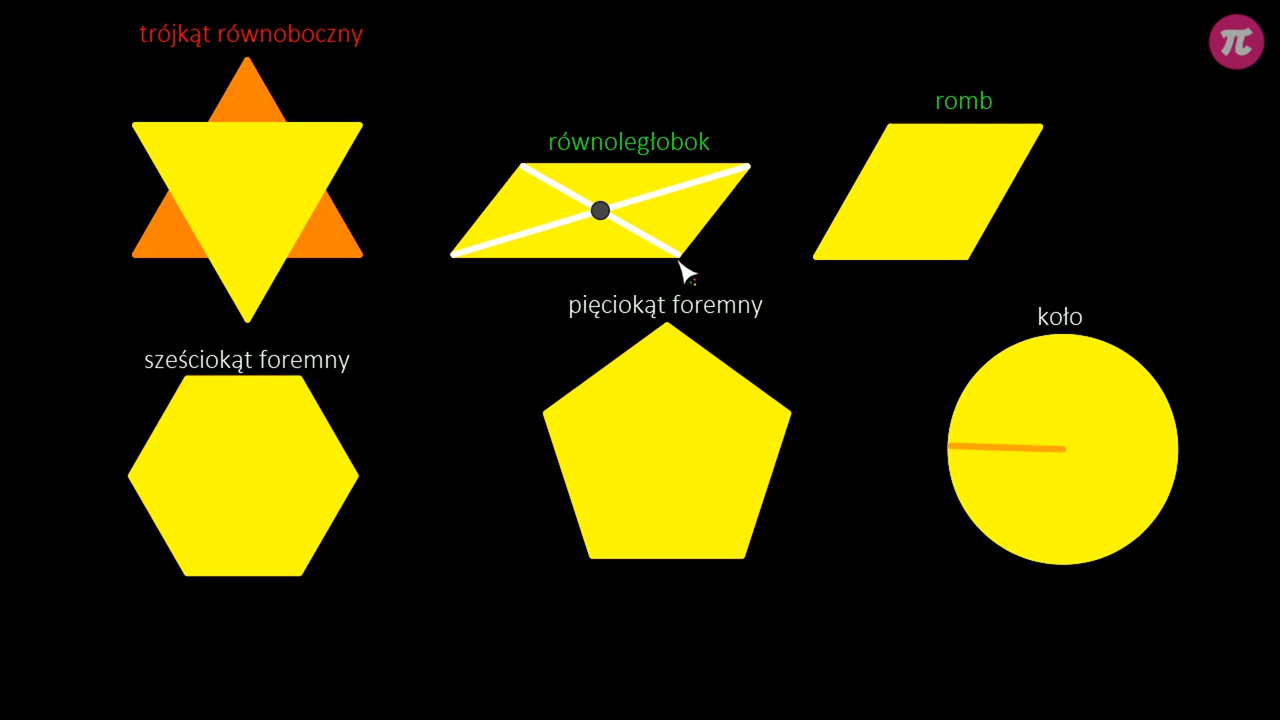 trójkąt równoboczny
romb
równoległobok
pięciokąt foremny
koło
sześciokąt foremny
π